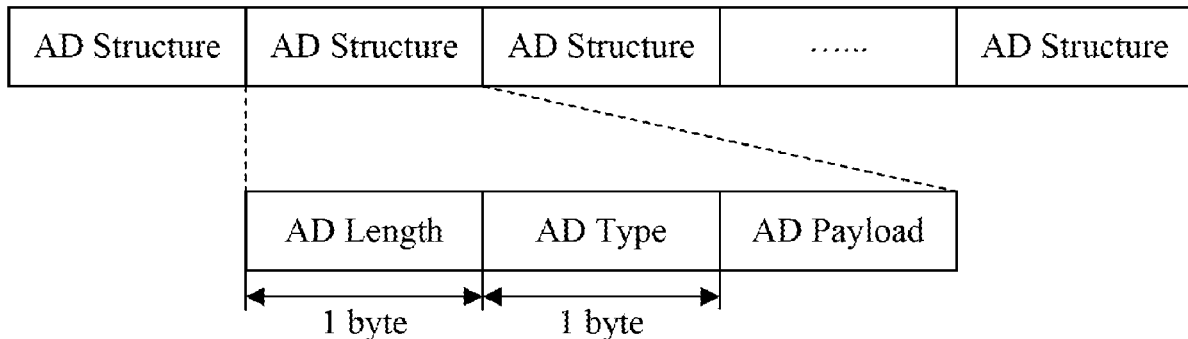 AD Structure AD Structure AD Structure ....... AD Structure
AD Length AD Type AD Payload
1 byte 1 byte